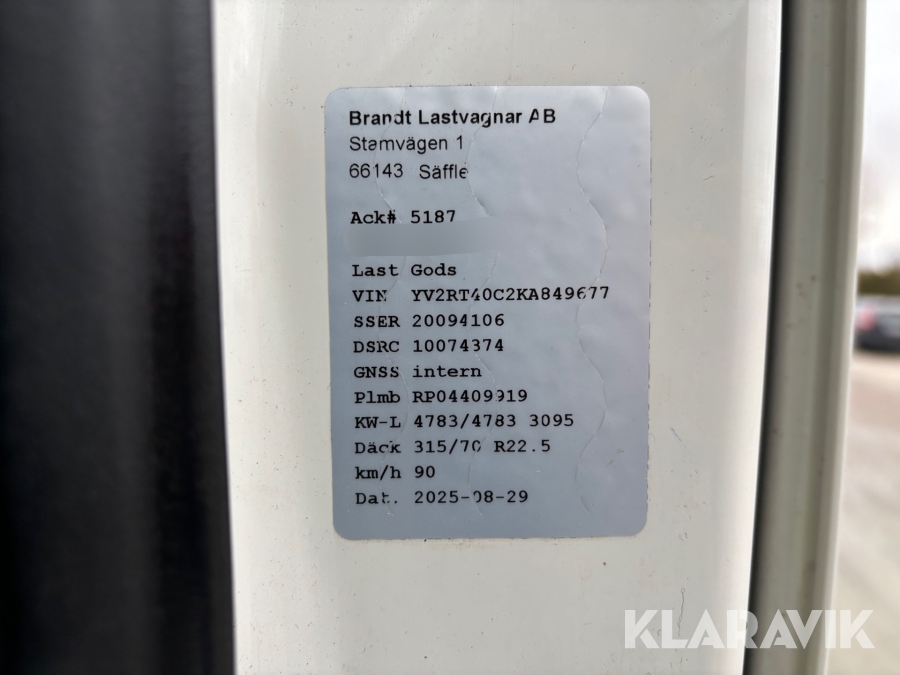 Brandt Lastvagnar AB
Stamvägen 1
66143 Säffle
Ack# 5187
Last Gods
VIN YV2RT40C2KA849677
SSER 20094106
DSRC 10074374
GNSS intern
Plmb RP04409919
KW-L 4783/4783 3095
Däck 315/70 R22.5
km/h 90
Dat. 2025-08-29
KLARAVIK